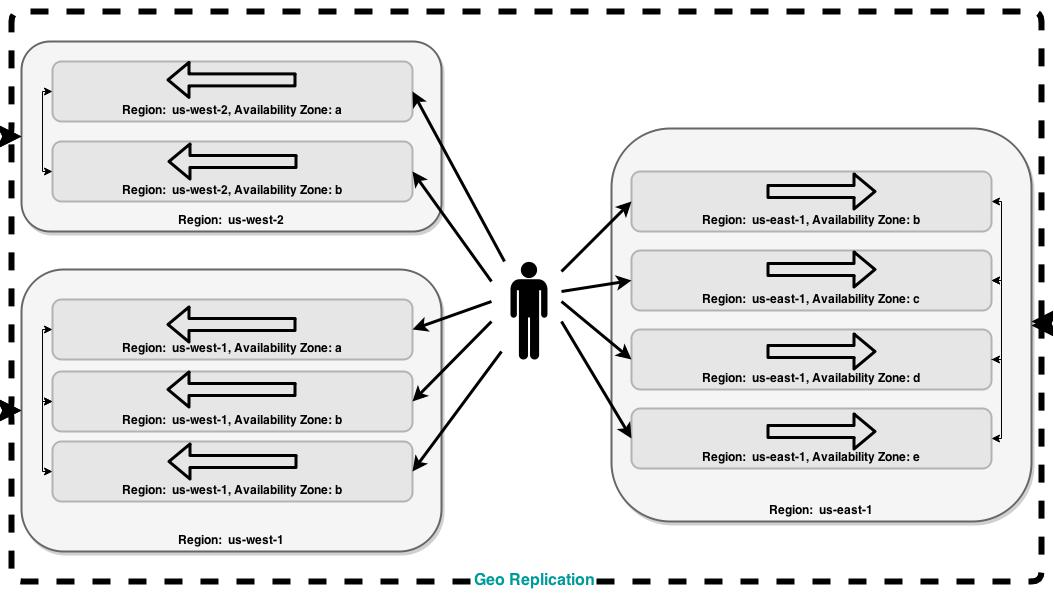 Region: us-west-2, Availability Zone: a
Region: us-west-2, Availability Zone: b
Region: us-west-2
Region: us-west-1, Availability Zone: a
Region: us-west-1, Availability Zone: b
Region: us-west-1, Availability Zone: b
Region: us-west-1
Region: us-east-1, Availability Zone: b
Region: us-east-1, Availability Zone: c
Region: us-east-1, Availability Zone: d
Region: us-east-1, Availability Zone: e
Region: us-east-1
Geo Replication